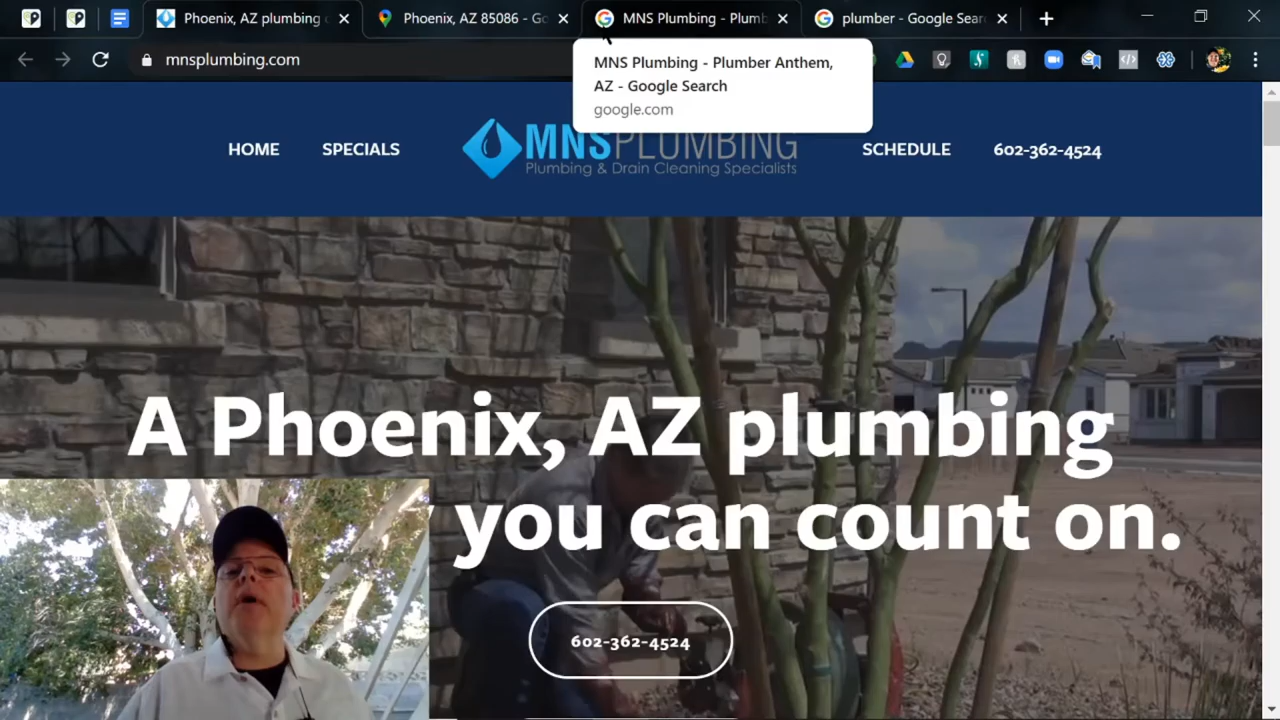 Phoenix, AZ plumbing
Phoenix, AZ 85086 - Go
MNS Plumbing - Plumb
plumber - Google Sear
mnsplumbing.com
MNS Plumbing - Plumber Anthem,
AZ - Google Search
google.com
HOME
SPECIALS
MNSPLUMBING
Plumbing & Drain Cleaning Specialists
SCHEDULE
602-362-4524
A Phoenix, AZ plumbing
you can count on.
602-362-4524